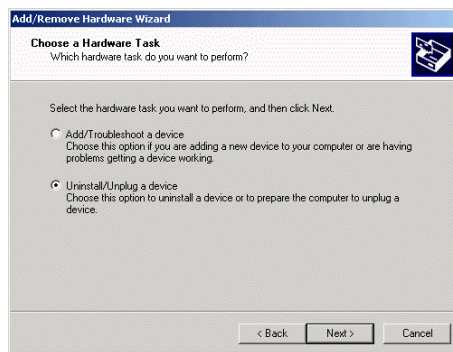 Add/Remove Hardware Wizard
Choose a Hardware Task
Which hardware task do you want to perform?
Select the hardware task you want to perform, and then click Next.
Add/Troubleshoot a device
Choose this option if you are adding a new device to your computer or are having
problems getting a device working.
Uninstall/Unplug a device
Choose this option to uninstall a device or to prepare the computer to unplug a
device.
< Back Next > Cancel